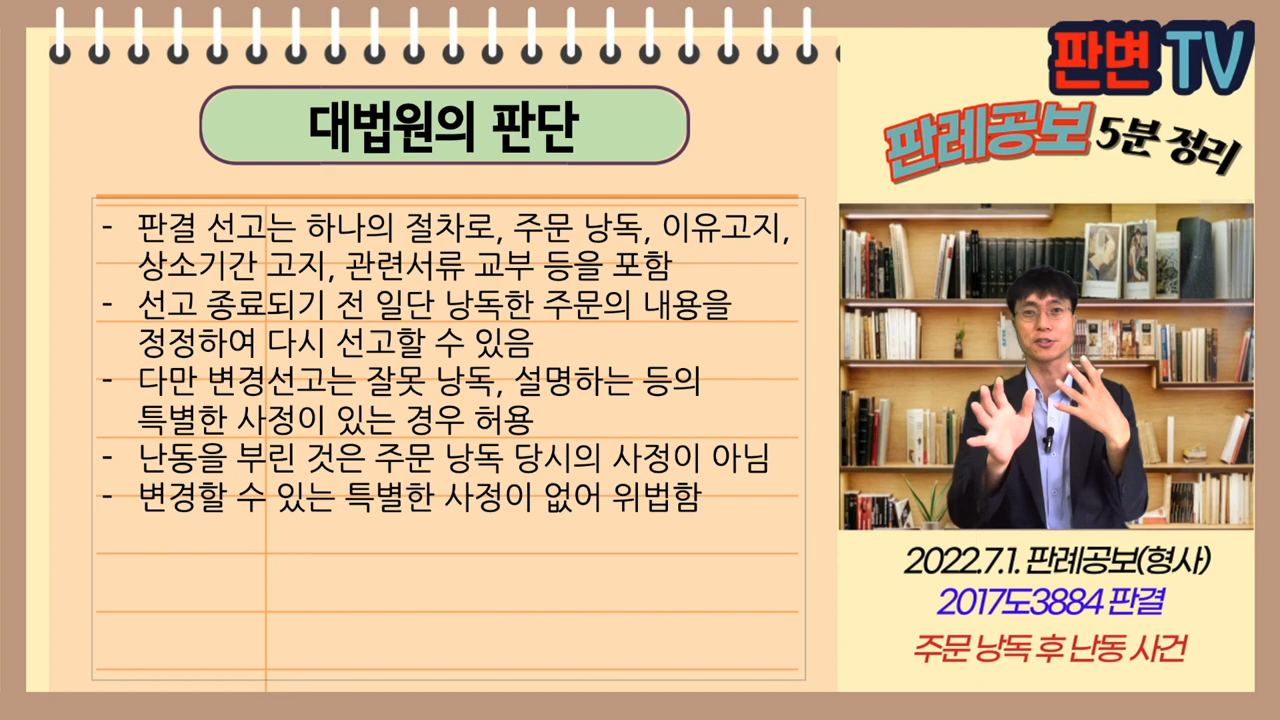 대법원의 판단
- 판결 선고는 하나의 절차로, 주문 낭독, 이유고지,
상소기간 고지, 관련서류 교부 등을 포함
- 선고 종료되기 전 일단 낭독한 주문의 내용을
정정하여 다시 선고할 수 있음
- 다만 변경선고는 잘못 낭독, 설명하는 등의
특별한 사정이 있는 경우 허용
- 난동을 부린 것은 주문 낭독 당시의 사정이 아님
- 변경할 수 있는 특별한 사정이 없어 위법함
판변 TV
판례공보 5분 정리
2022.7.1. 판례공보(형사)
2017도3884 판결
주문 낭독 후 난동 사건